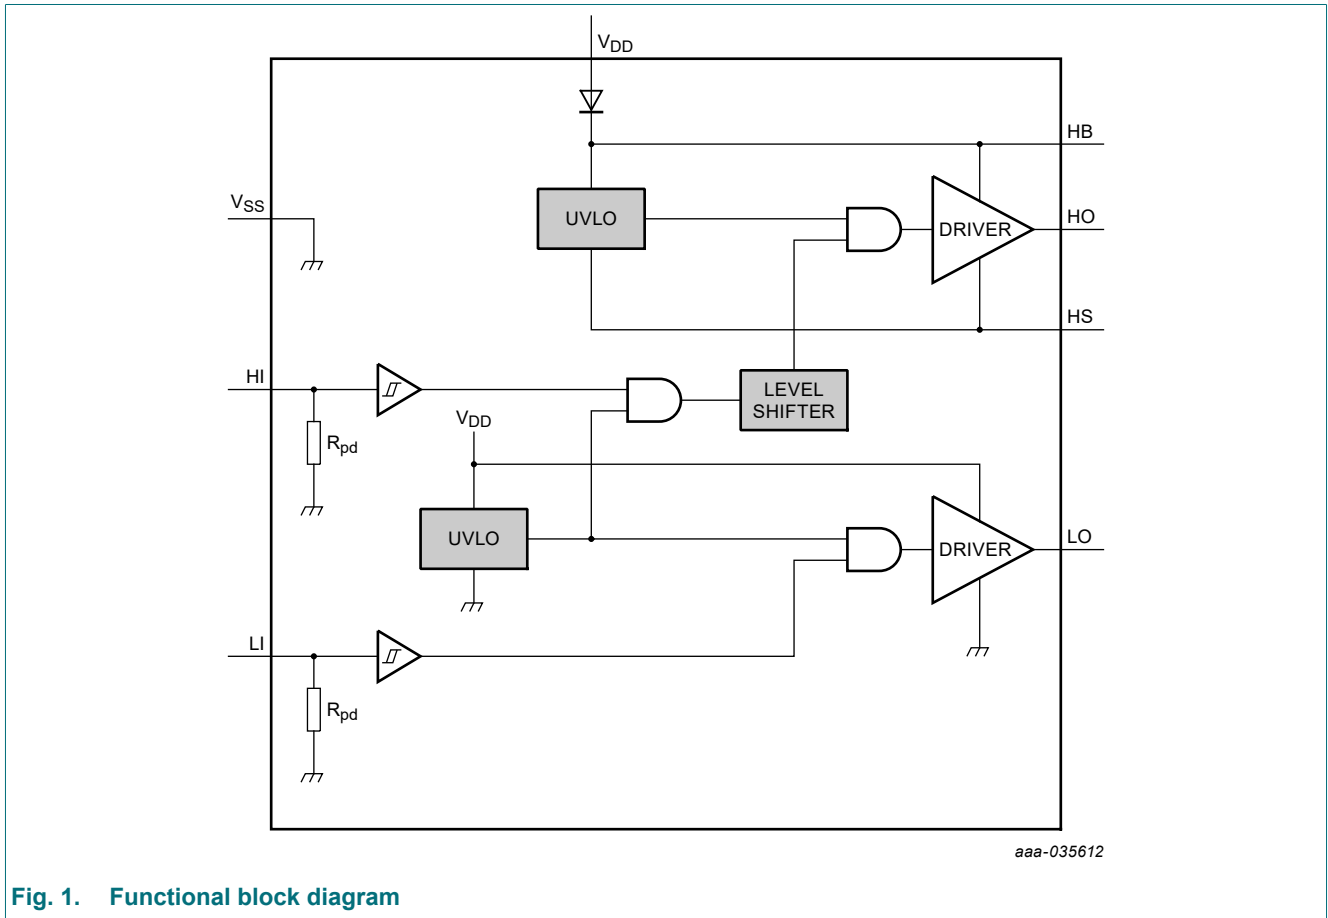 VDD
HB
VSS
UVLO
DRIVER
HO
HS
HI
LEVEL
SHIFTER
VDD
Rpd
UVLO
DRIVER
LO
LI
Rpd
aaa-035612
Fig. 1. Functional block diagram